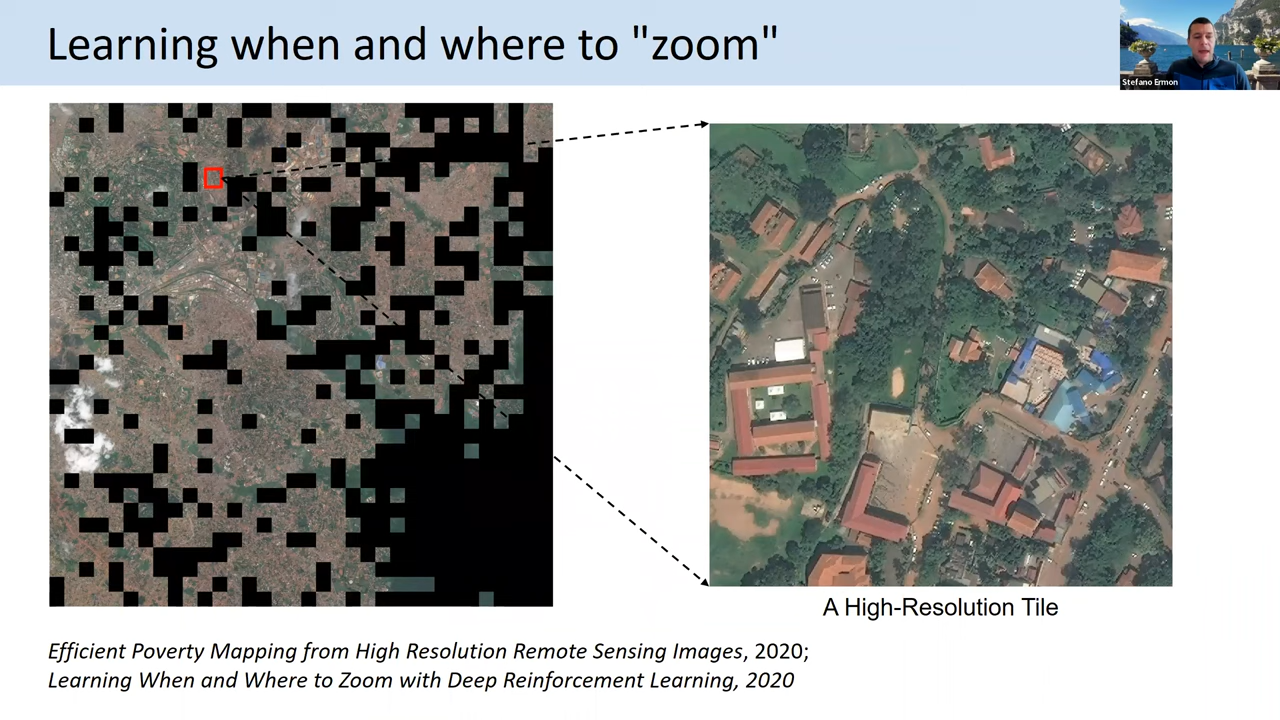 Learning when and where to "zoom"
Stefano Ermon
A High-Resolution Tile
Efficient Poverty Mapping from High Resolution Remote Sensing Images, 2020;
Learning When and Where to Zoom with Deep Reinforcement Learning, 2020